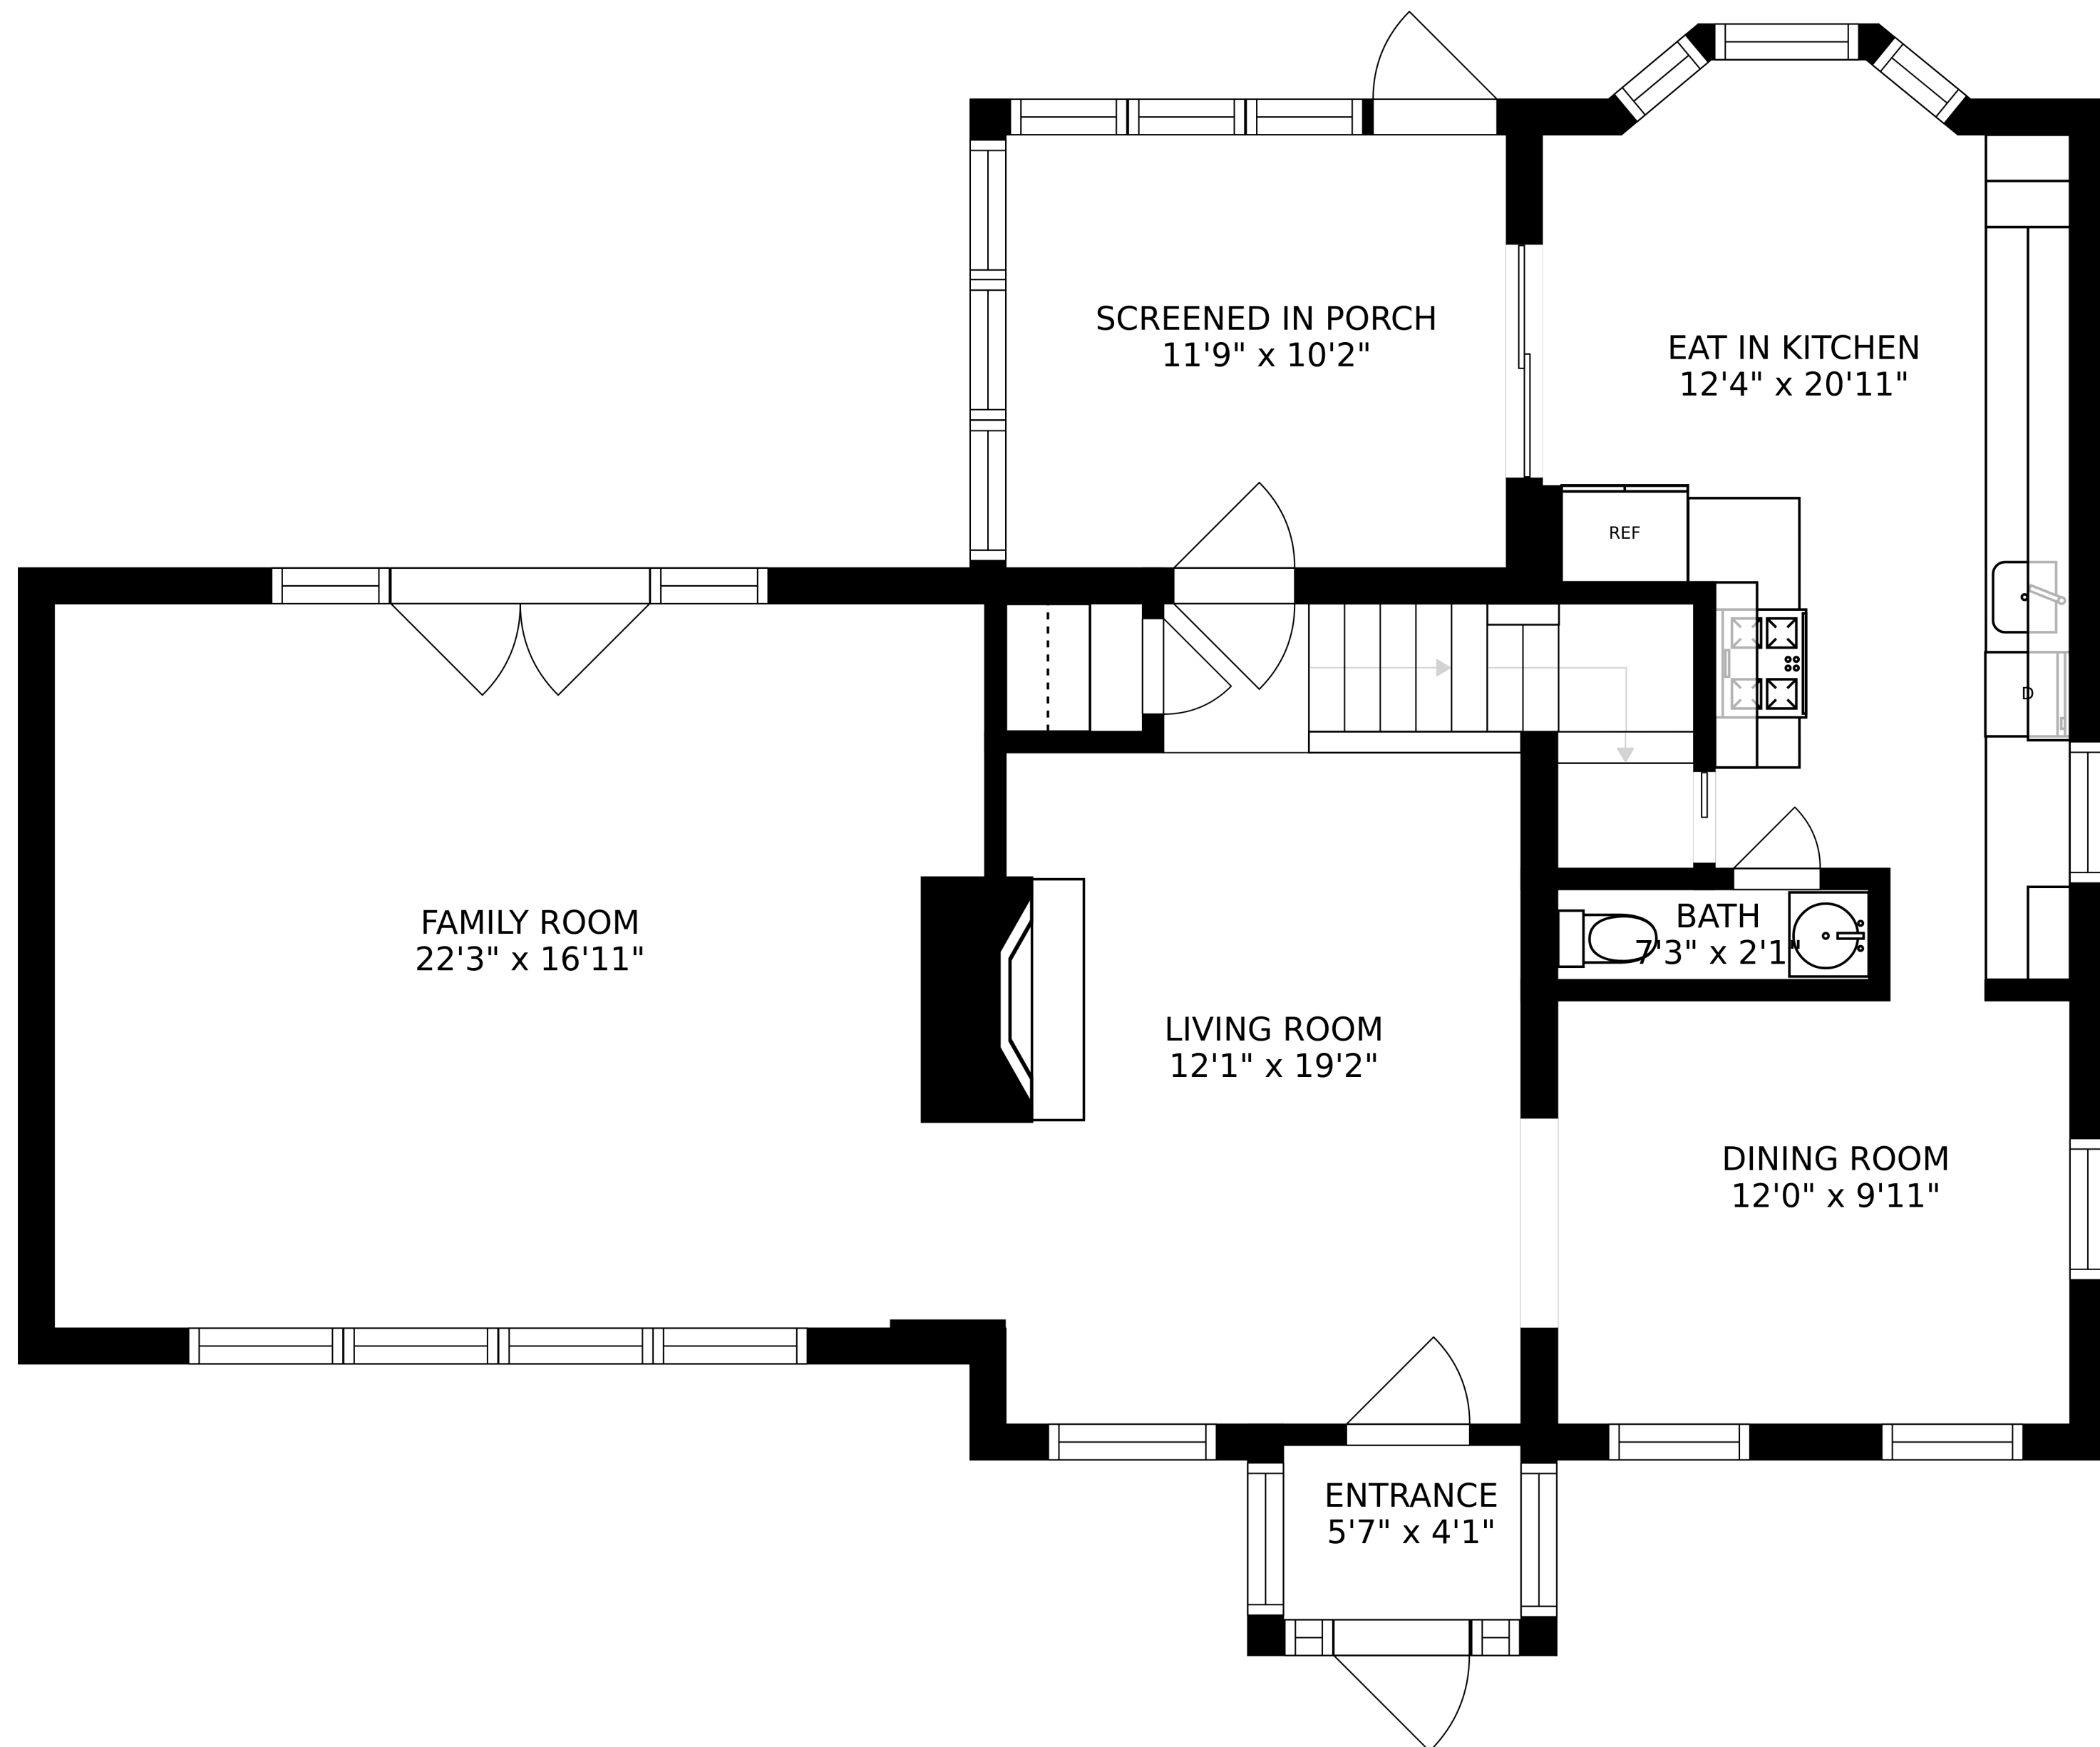 SCREENED IN PORCH
11'9" x 10'2"
EAT IN KITCHEN
12'4" x 20'11"
REF
D
FAMILY ROOM
22'3" x 16'11"
BATH
7'3" x 2'1"
LIVING ROOM
12'1" x 19'2"
DINING ROOM
12'0" x 9'11"
ENTRANCE
5'7" x 4'1"